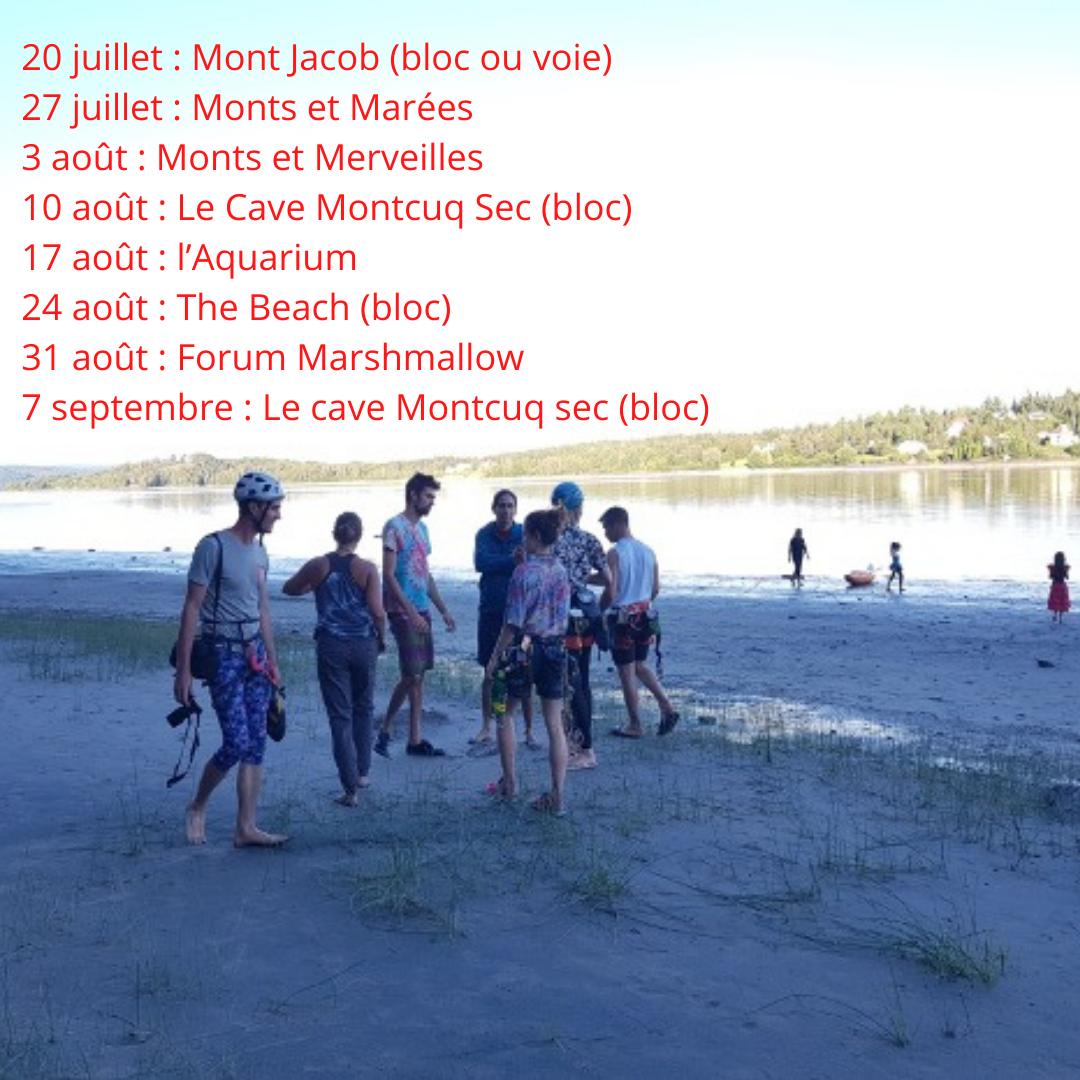 20 juillet : Mont Jacob (bloc ou voie)
27 juillet : Monts et Marées
3 août : Monts et Merveilles
10 août : Le Cave Montcuq Sec (bloc)
17 août : l’Aquarium
24 août : The Beach (bloc)
31 août : Forum Marshmallow
7 septembre : Le cave Montcuq sec (bloc)